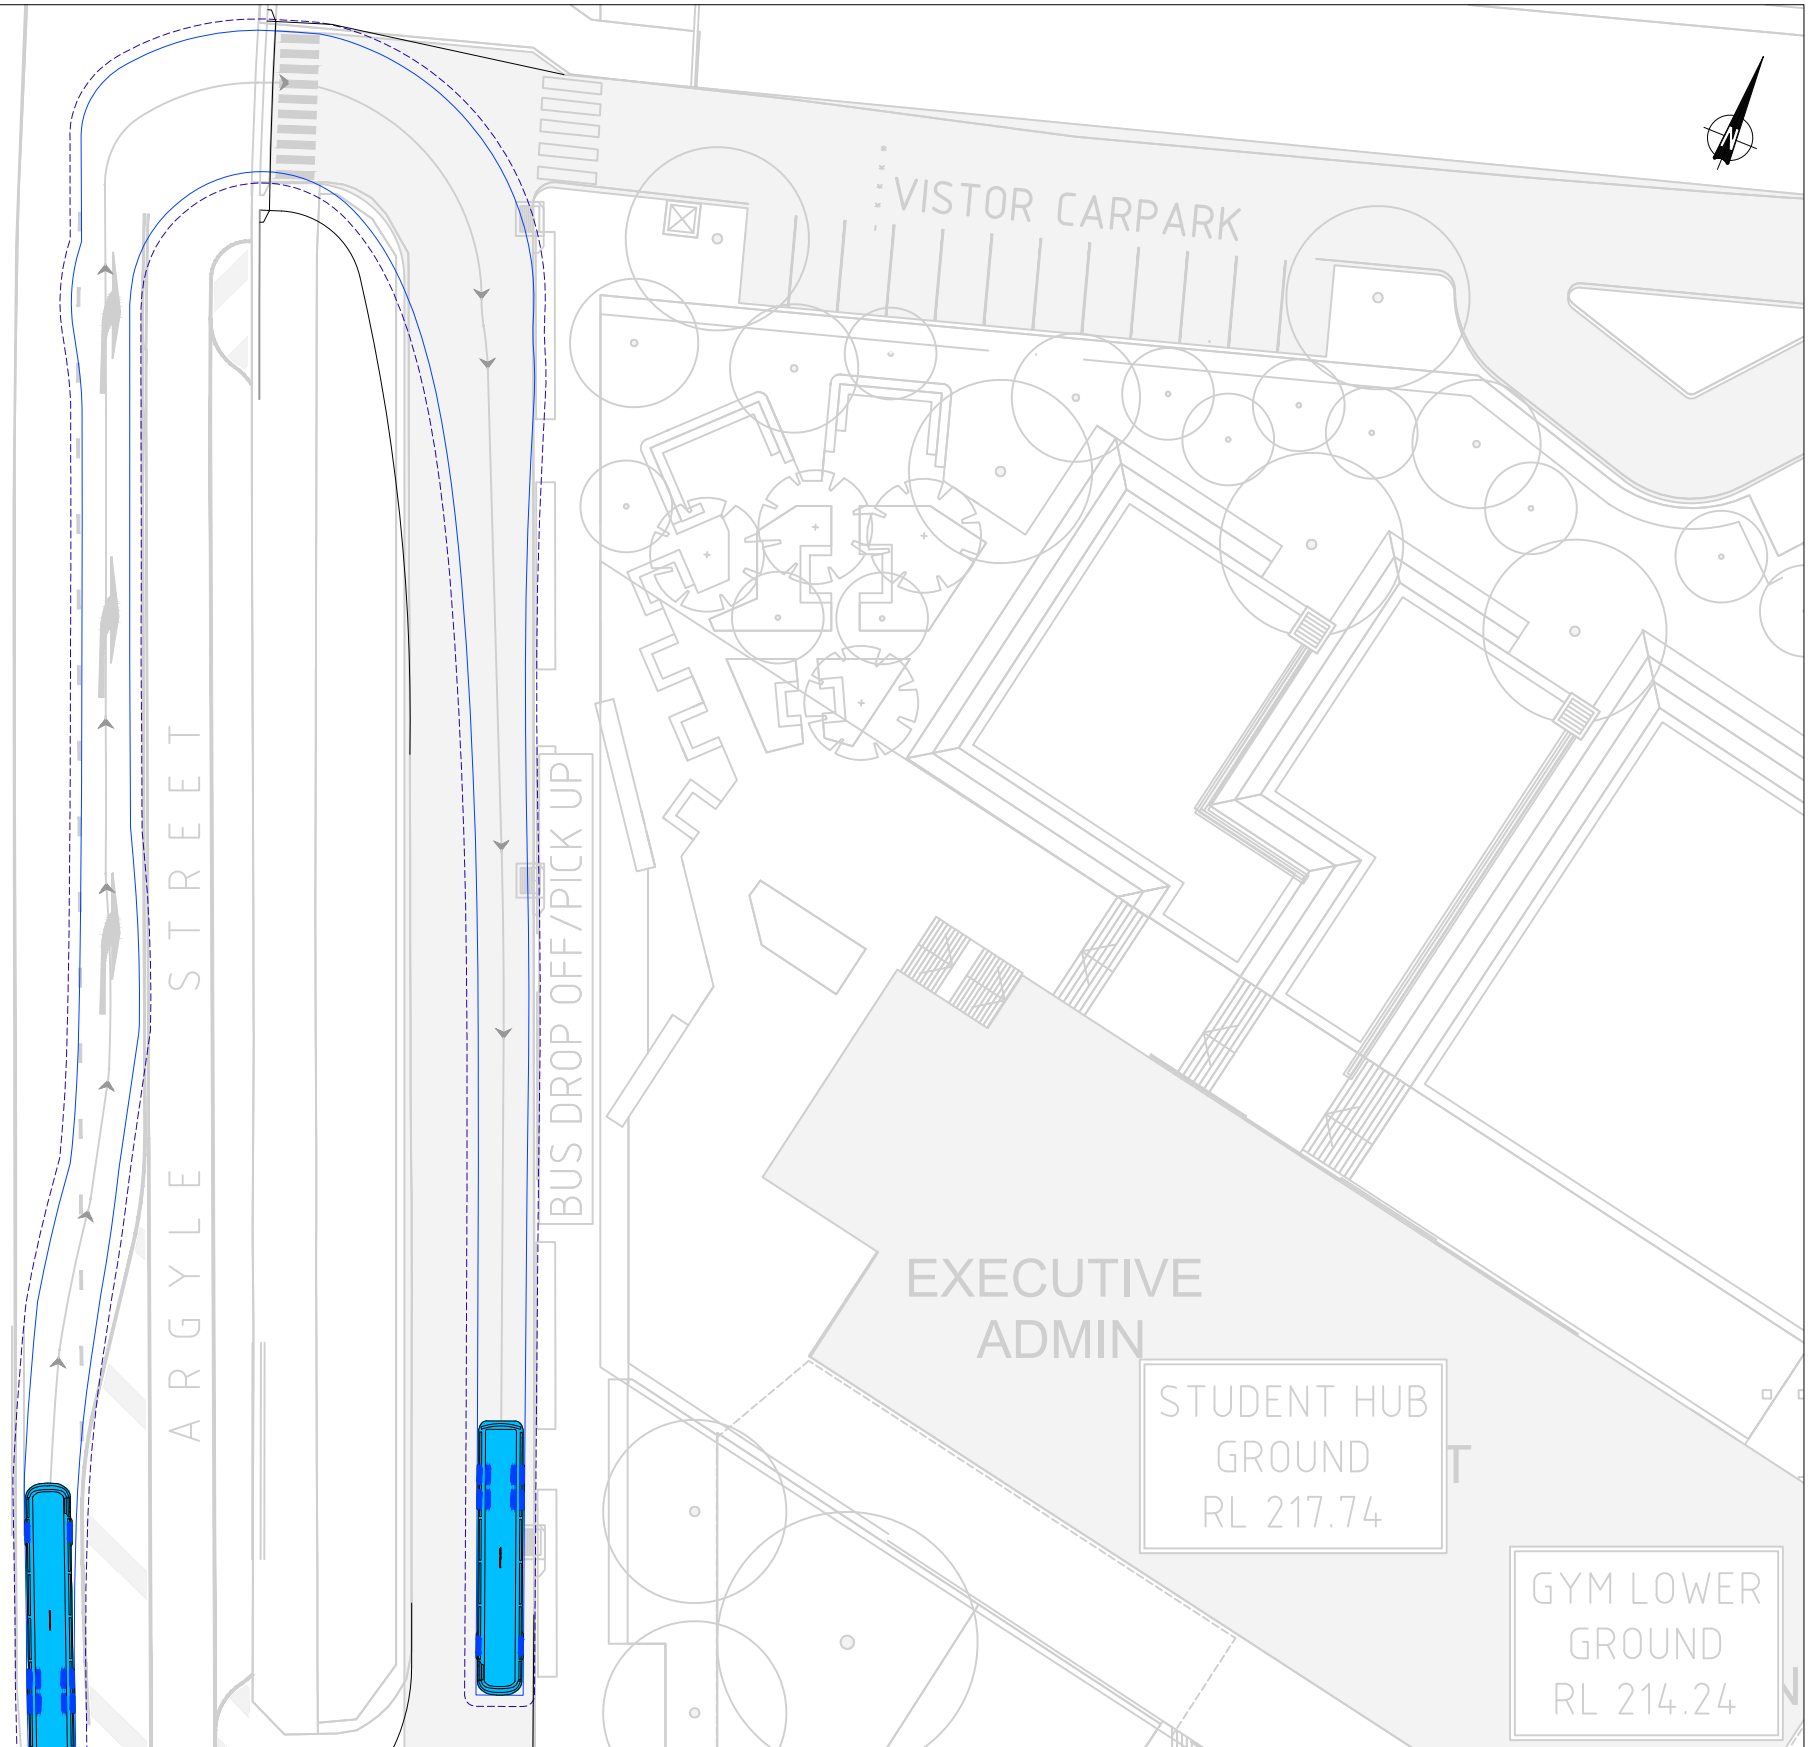 N
VISTOR CARPARK
ARGYLE STREET
BUS DROP OFF/PICK UP
EXECUTIVE
ADMIN
STUDENT HUB
GROUND
RL 217.74
T
GYM LOWER
GROUND
RL 214.24